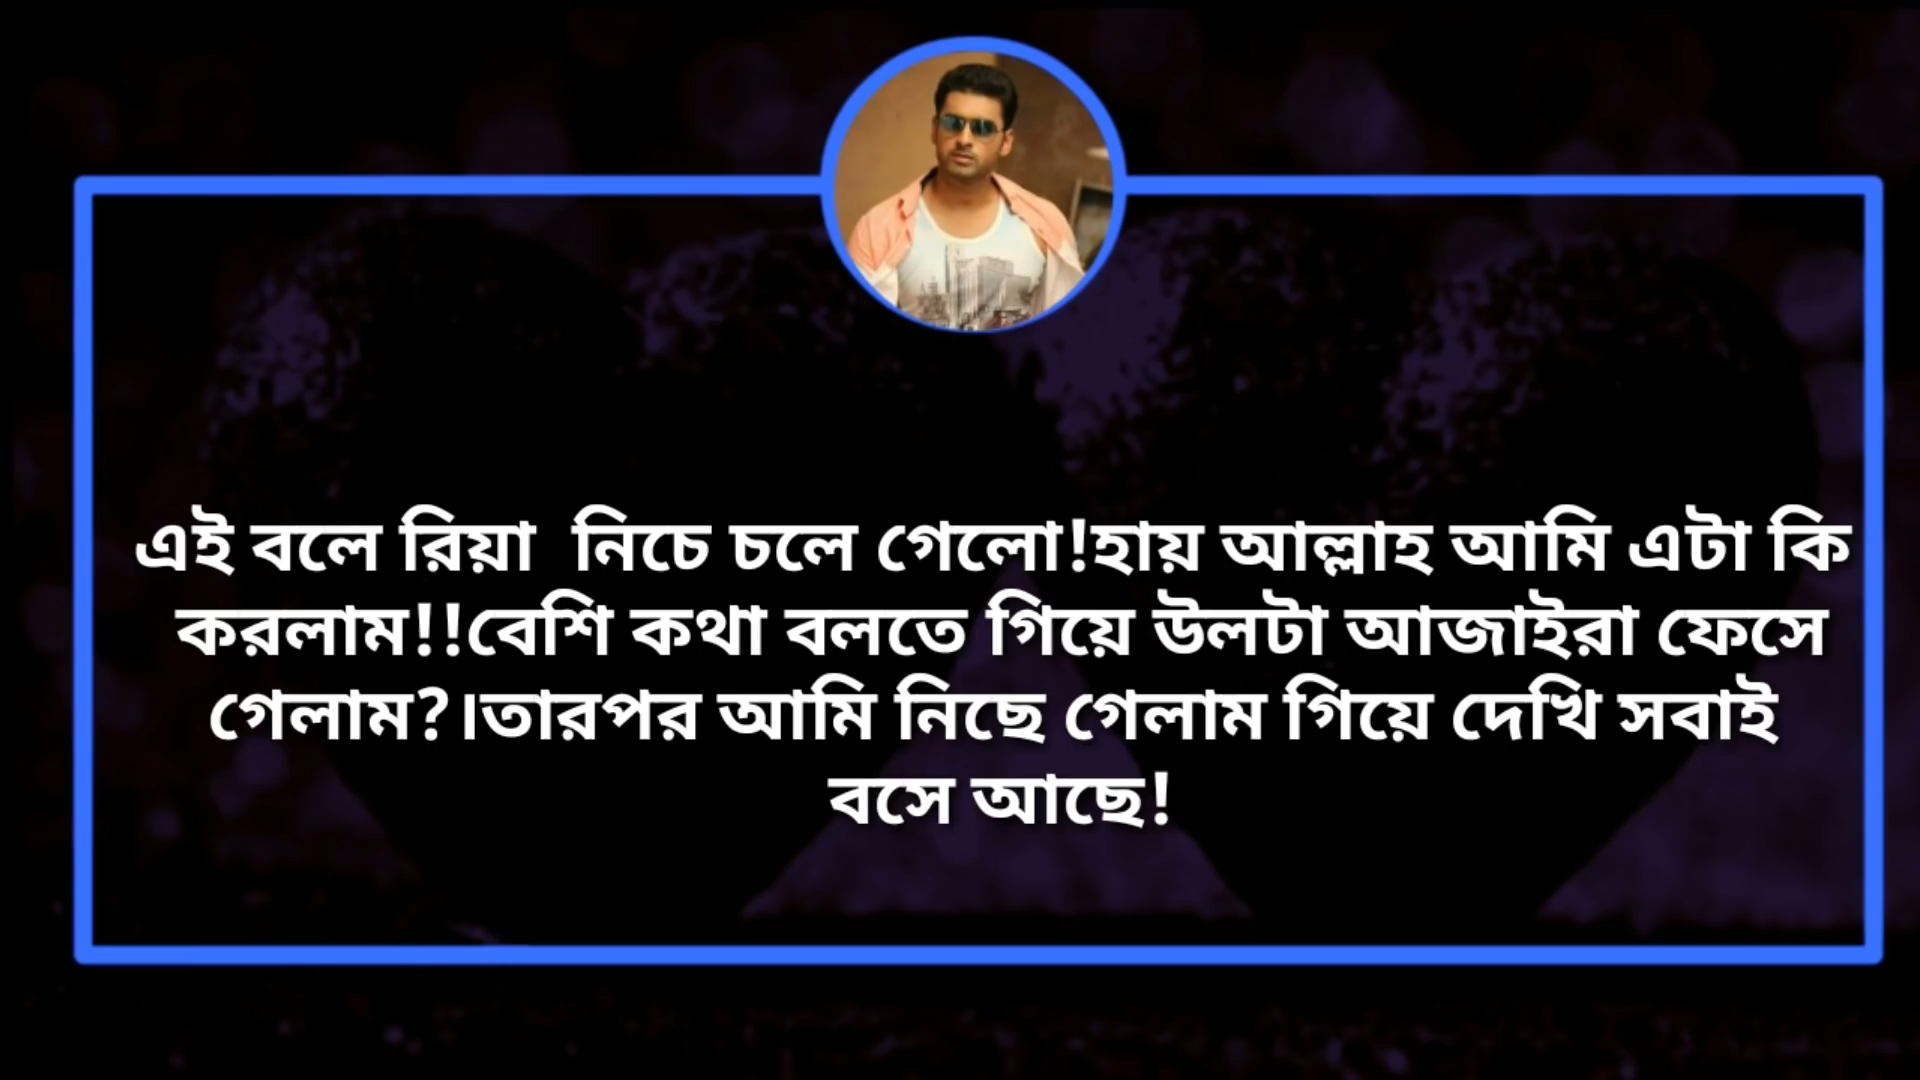 এই বলে রিয়া  নিচে চলে গেলো!হায় আল্লাহ আমি এটা কি
করলাম!!বেশি কথা বলতে গিয়ে উলটা আজাইরা ফেসে
গেলাম?।তারপর আমি নিছে গেলাম গিয়ে দেখি সবাই
বসে আছে!